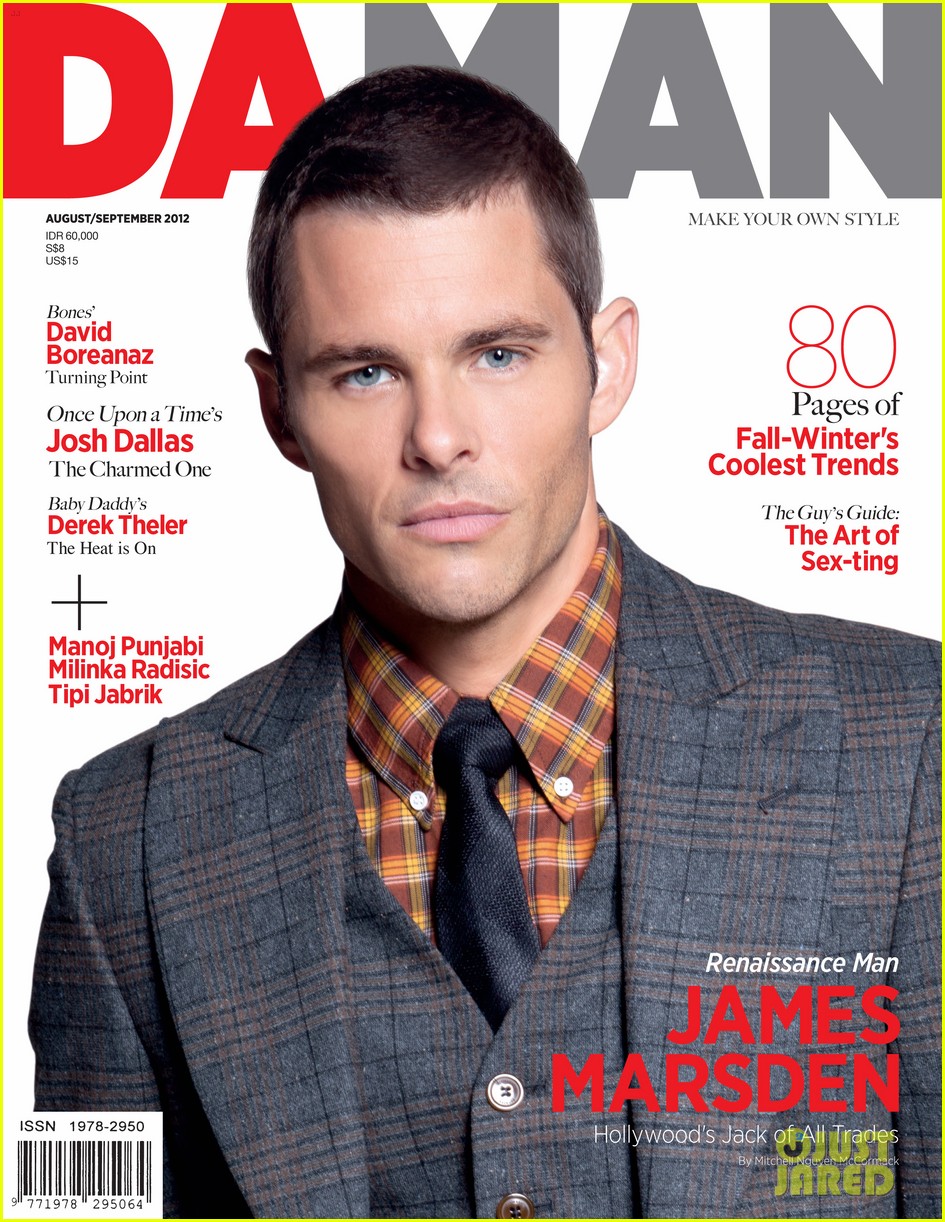 DAMAN
AUGUST/SEPTEMBER 2012
IDR 60,000
S$8
US$15
MAKE YOUR OWN STYLE
Bones'
David
Boreanaz
Turning Point
Once Upon a Time's
Josh Dallas
The Charmed One
Baby Daddy's
Derek Theler
The Heat is On
+
Manoj Punjabi
Milinka Radisic
Tipi Jabrik
80
Pages of
Fall-Winter's
Coolest Trends
The Guy's Guide:
The Art of
Sex-ting
Renaissance Man
JAMES
MARSDEN
Hollywood's Jack of All Trades
By Mitchell Nguyen-McCormack
JUST
JARED
ISSN 1978-2950
9 771978 295064